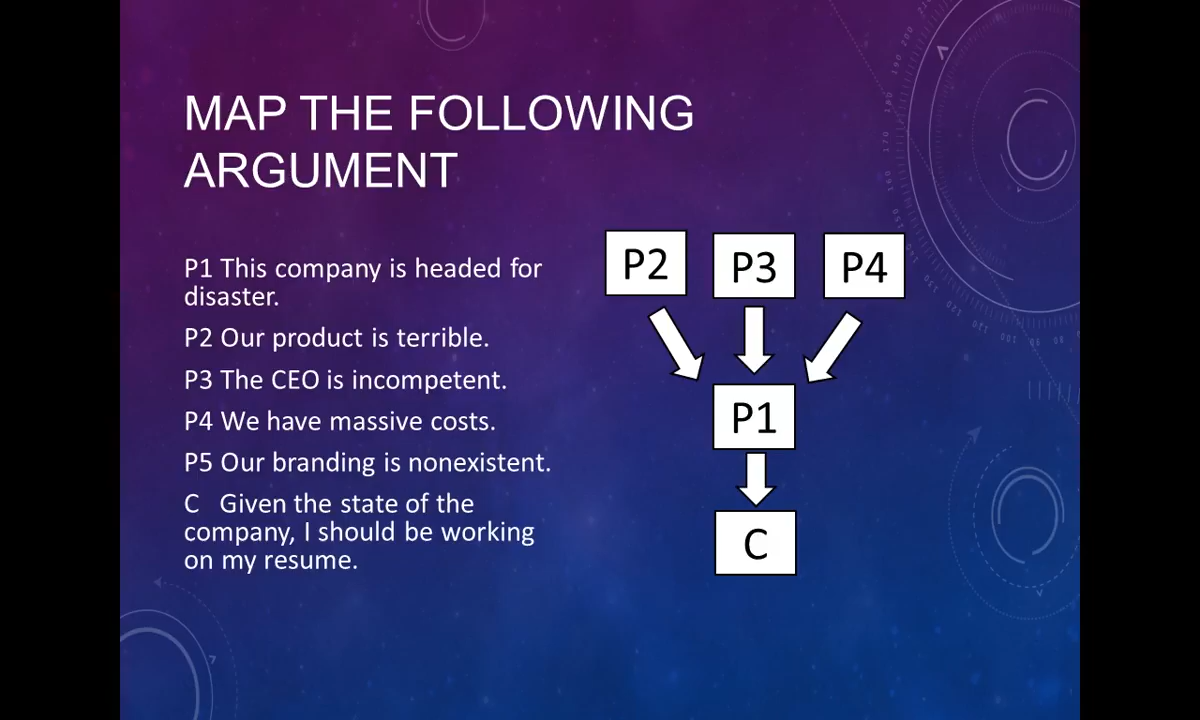 MAP THE FOLLOWING
ARGUMENT
P1 This company is headed for
disaster.
P2 Our product is terrible.
P3 The CEO is incompetent.
P4 We have massive costs.
P5 Our branding is nonexistent.
C Given the state of the
company, I should be working
on my resume.
P2 P3 P4
P1
C